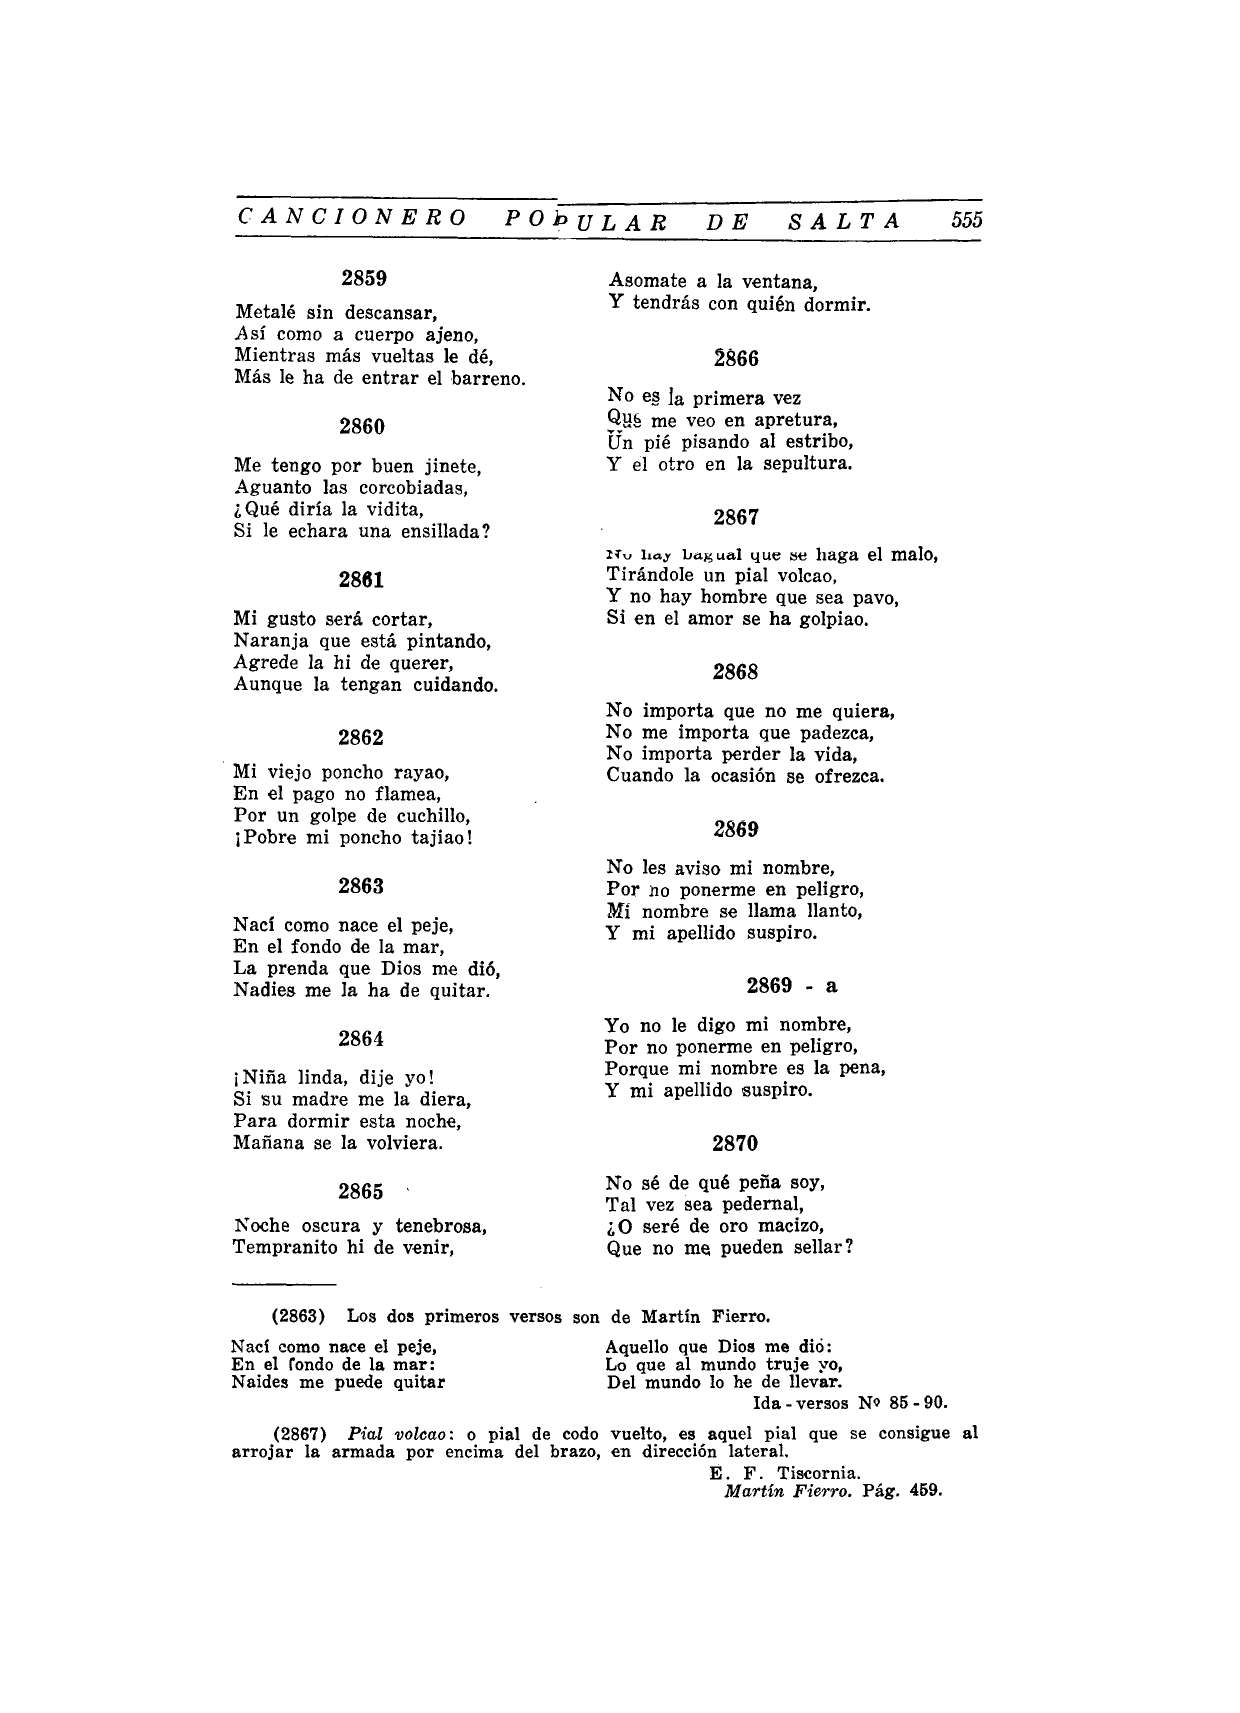 CANCIONERO POPULAR DE SALTA 555
2859
Metalé sin descansar,
Así como a cuerpo ajeno,
Mientras más vueltas le dé,
Más le ha de entrar el barreno.
2860
Me tengo por buen jinete,
Aguanto las corcobiadas,
¿Qué diría la vidita,
Si le echara una ensillada?
2861
Mi gusto será cortar,
Naranja que está pintando,
Agrede la hi de querer,
Aunque la tengan cuidando.
2862
Mi viejo poncho rayao,
En el pago no flamea,
Por un golpe de cuchillo,
¡Pobre mi poncho tajiao!
2863
Nací como nace el peje,
En el fondo de la mar,
La prenda que Dios me dió,
Nadies me la ha de quitar.
2864
¡Niña linda, dije yo!
Si su madre me la diera,
Para dormir esta noche,
Mañana se la volviera.
2865
Noche oscura y tenebrosa,
Tempranito hi de venir,
Asomate a la ventana,
Y tendrás con quién dormir.
2866
No es la primera vez
Que me veo en apretura,
Un pié pisando al estribo,
Y el otro en la sepultura.
2867
No hay bagual que se haga el malo,
Tirándole un pial volcao,
Y no hay hombre que sea pavo,
Si en el amor se ha golpiao.
2868
No importa que no me quiera,
No me importa que padezca,
No importa perder la vida,
Cuando la ocasión se ofrezca.
2869
No les aviso mi nombre,
Por no ponerme en peligro,
Mí nombre se llama llanto,
Y mi apellido suspiro.
2869 - a
Yo no le digo mi nombre,
Por no ponerme en peligro,
Porque mi nombre es la pena,
Y mi apellido suspiro.
2870
No sé de qué peña soy,
Tal vez sea pedernal,
¿O seré de oro macizo,
Que no me pueden sellar?
(2863) Los dos primeros versos son de Martín Fierro.
Nací como nace el peje,
En el fondo de la mar:
Naides me puede quitar
Aquello que Dios me dió:
Lo que al mundo truje yo,
Del mundo lo he de llevar.
Ida - versos Nº 85 - 90.
(2867) Pial volcao: o pial de codo vuelto, es aquel pial que se consigue al
arrojar la armada por encima del brazo, en dirección lateral.
E. F. Tiscornia.
Martín Fierro. Pág. 459.